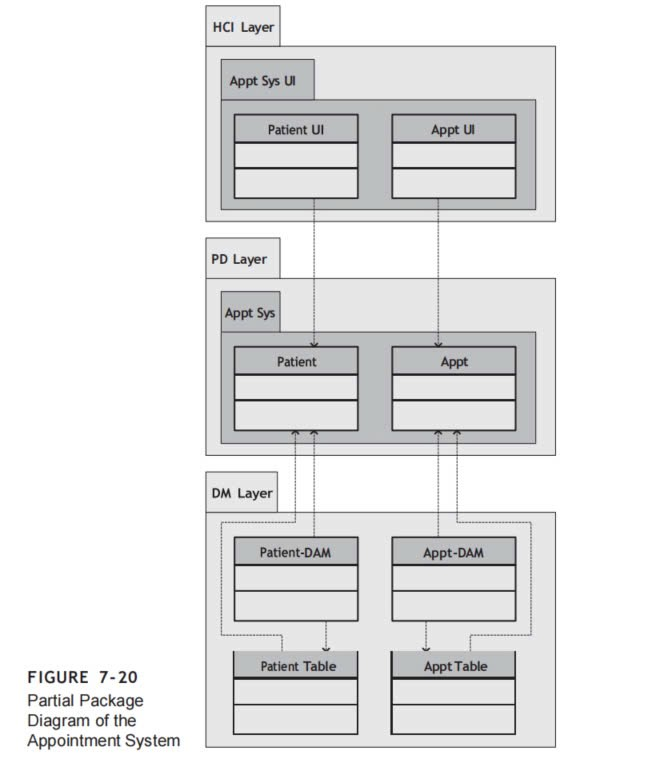 HCI Layer
Appt Sys UI
Patient UI
Appt UI
PD Layer
Appt Sys
Patient
Appt
DM Layer
Patient-DAM
Appt-DAM
Patient Table
Appt Table
FIGURE 7-20
Partial Package
Diagram of the
Appointment System